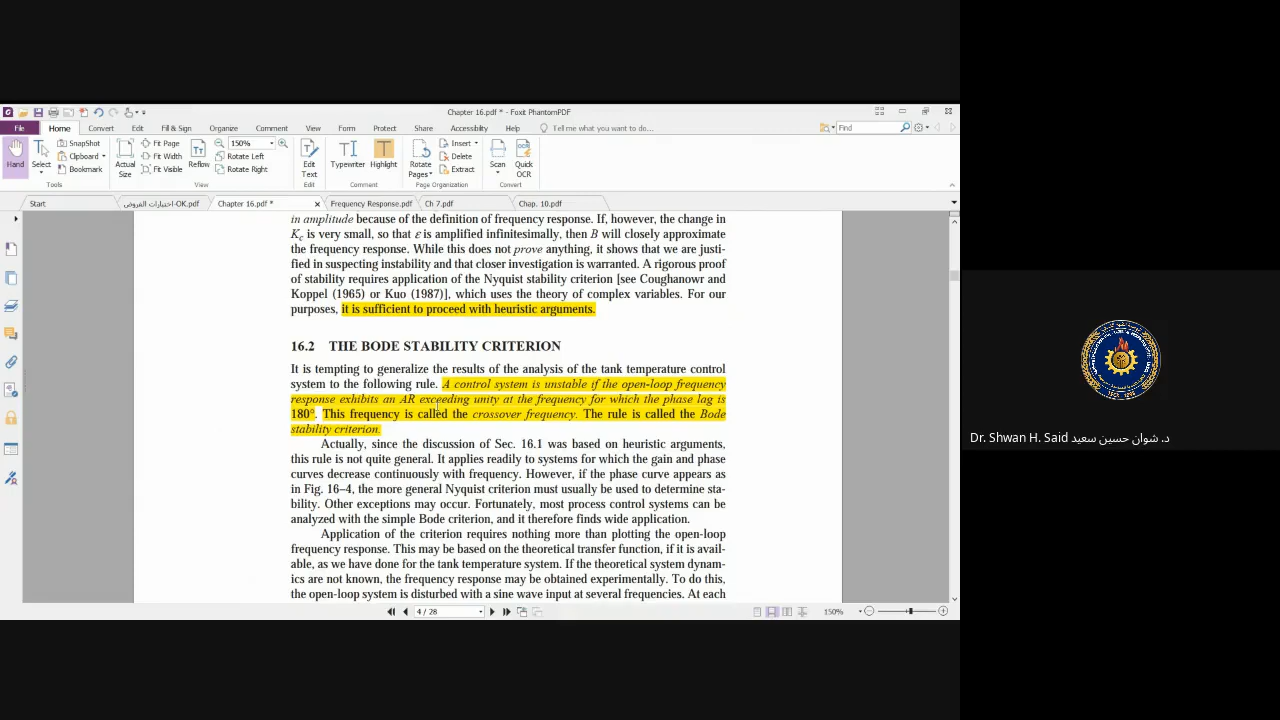 Chapter 16.pdf * - Foxit PhantomPDF
File Home Convert Edit Fill & Sign Organize Comment View Form Protect Share Accessibility Help Tell me what you want to do... Find
Hand
Select
SnapShot
Clipboard
Bookmark
Tools
Actual Size
Fit Page
Fit Width
Fit Visible
Reflow
150%
Rotate Left
Rotate Right
View
Edit Text
Edit
Typewriter
Highlight
Comment
Rotate Pages
Insert
Delete
Extract
Page Organization
Scan
Quick OCR
Convert
Start اختبارات الفروض-OK.pdf Chapter 16.pdf * Frequency Response.pdf Ch 7.pdf Chap. 10.pdf
in amplitude because of the definition of frequency response. If, however, the change in
Kc is very small, so that ε is amplified infinitesimally, then B will closely approximate
the frequency response. While this does not prove anything, it shows that we are justi-
fied in suspecting instability and that closer investigation is warranted. A rigorous proof
of stability requires application of the Nyquist stability criterion [see Coughanowr and
Koppel (1965) or Kuo (1987)], which uses the theory of complex variables. For our
purposes, it is sufficient to proceed with heuristic arguments.
16.2 THE BODE STABILITY CRITERION
It is tempting to generalize the results of the analysis of the tank temperature control
system to the following rule. A control system is unstable if the open-loop frequency
response exhibits an AR exceeding unity at the frequency for which the phase lag is
180°. This frequency is called the crossover frequency. The rule is called the Bode
stability criterion.
Actually, since the discussion of Sec. 16.1 was based on heuristic arguments,
this rule is not quite general. It applies readily to systems for which the gain and phase
curves decrease continuously with frequency. However, if the phase curve appears as
in Fig. 16–4, the more general Nyquist criterion must usually be used to determine sta-
bility. Other exceptions may occur. Fortunately, most process control systems can be
analyzed with the simple Bode criterion, and it therefore finds wide application.
Application of the criterion requires nothing more than plotting the open-loop
frequency response. This may be based on the theoretical transfer function, if it is avail-
able, as we have done for the tank temperature system. If the theoretical system dynam-
ics are not known, the frequency response may be obtained experimentally. To do this,
the open-loop system is disturbed with a sine wave input at several frequencies. At each
4 / 28
150%
Dr. Shwan H. Said د. شوان حسين سعيد